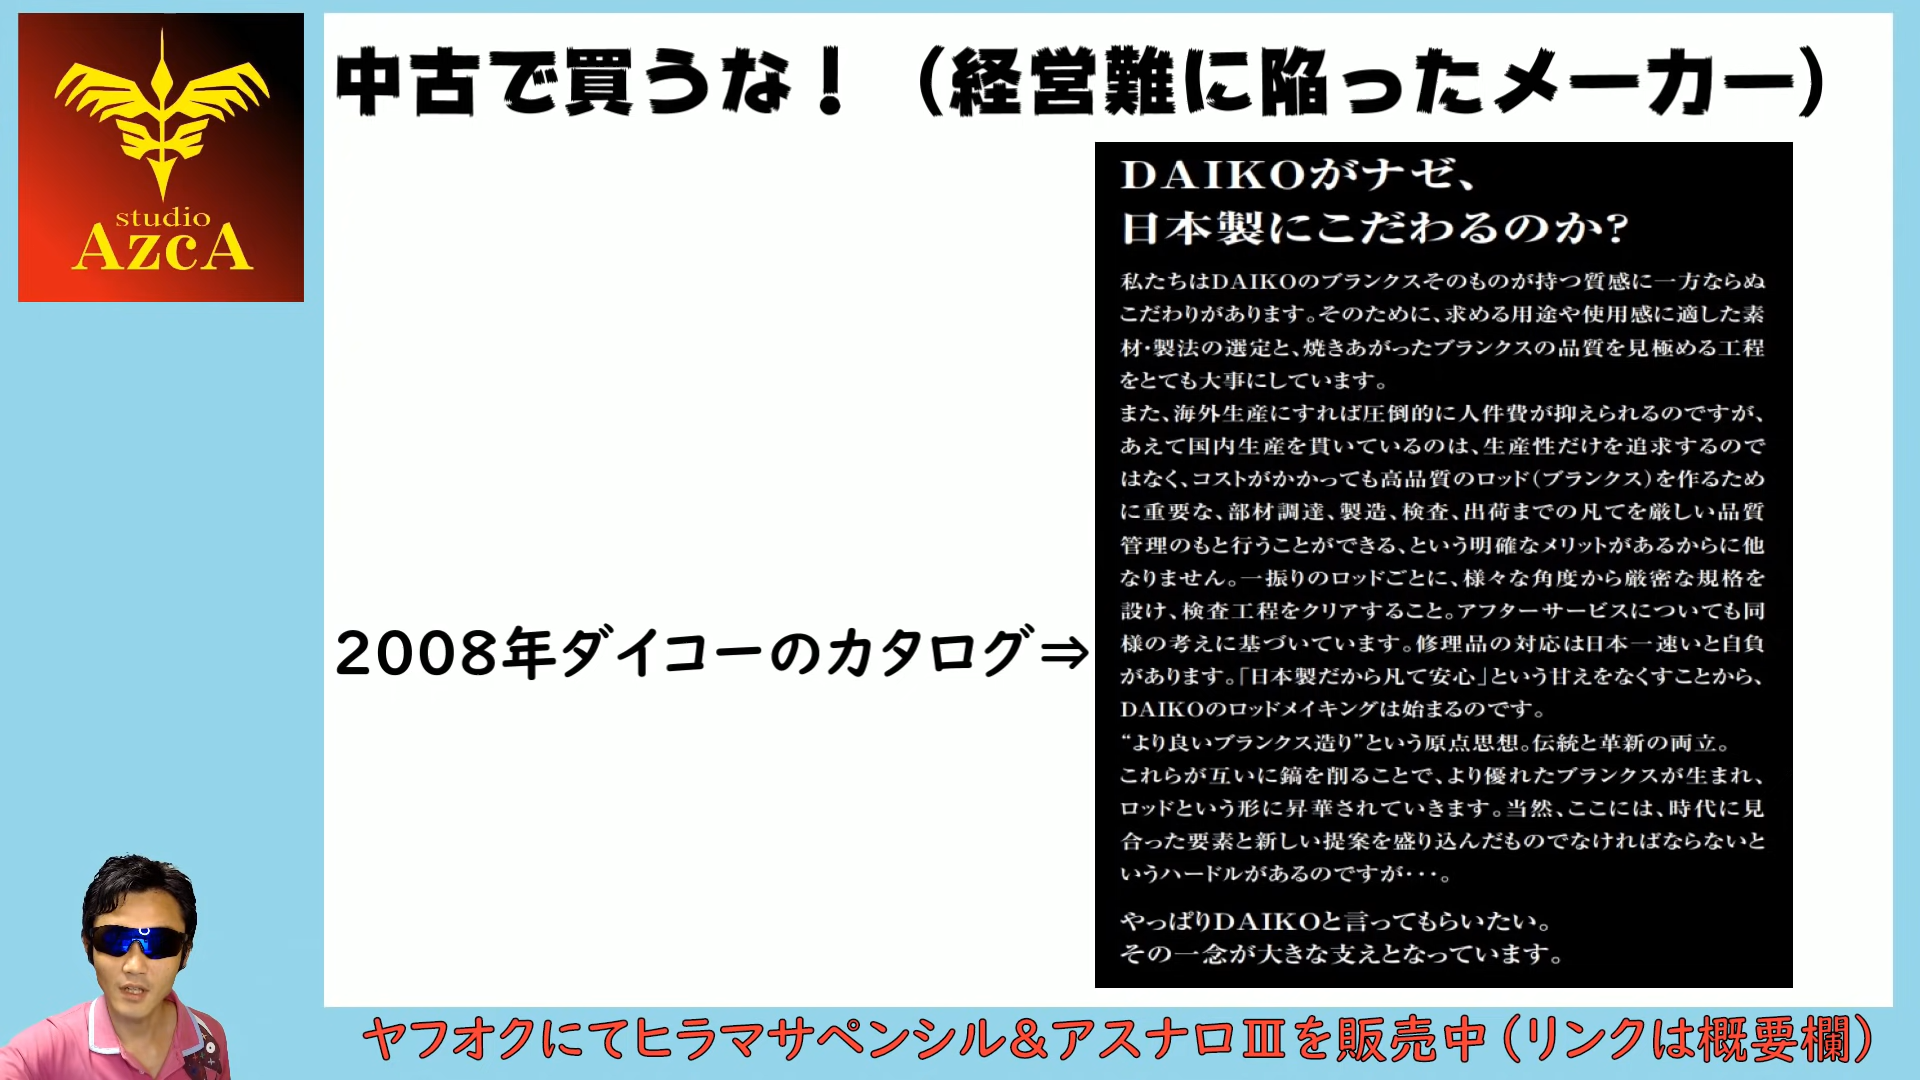 studio
AzcA
中古で買うな！（経営難に陥ったメーカー）
2008年ダイコーのカタログ⇒
DAIKOがナゼ、
日本製にこだわるのか?
私たちはDAIKOのブランクスそのものが持つ質感に一方ならぬ
こだわりがあります。そのために、求める用途や使用感に適した素
材・製法の選定と、焼きあがったブランクスの品質を見極める工程
をとても大事にしています。
また、海外生産にすれば圧倒的に人件費が抑えられるのですが、
あえて国内生産を貫いているのは、生産性だけを追求するので
はなく、コストがかかっても高品質のロッド（ブランクス）を作るため
に重要な、部材調達、製造、検査、出荷までの凡てを厳しい品質
管理のもと行うことができる、という明確なメリットがあるからに他
なりません。一振りのロッドごとに、様々な角度から厳密な規格を
設け、検査工程をクリアすること。アフターサービスについても同
様の考えに基づいています。修理品の対応は日本一速いと自負
があります。「日本製だから凡て安心」という甘えをなくすことから、
DAIKOのロッドメイキングは始まるのです。
“より良いブランクス造り”という原点思想。伝統と革新の両立。
これらが互いに鎬を削ることで、より優れたブランクスが生まれ、
ロッドという形に昇華されていきます。当然、ここには、時代に見
合った要素と新しい提案を盛り込んだものでなければならないと
いうハードルがあるのですが・・・。
やっぱりDAIKOと言ってもらいたい。
その一念が大きな支えとなっています。
ヤフオクにてヒラマサペンシル＆アスナロⅢを販売中（リンクは概要欄）